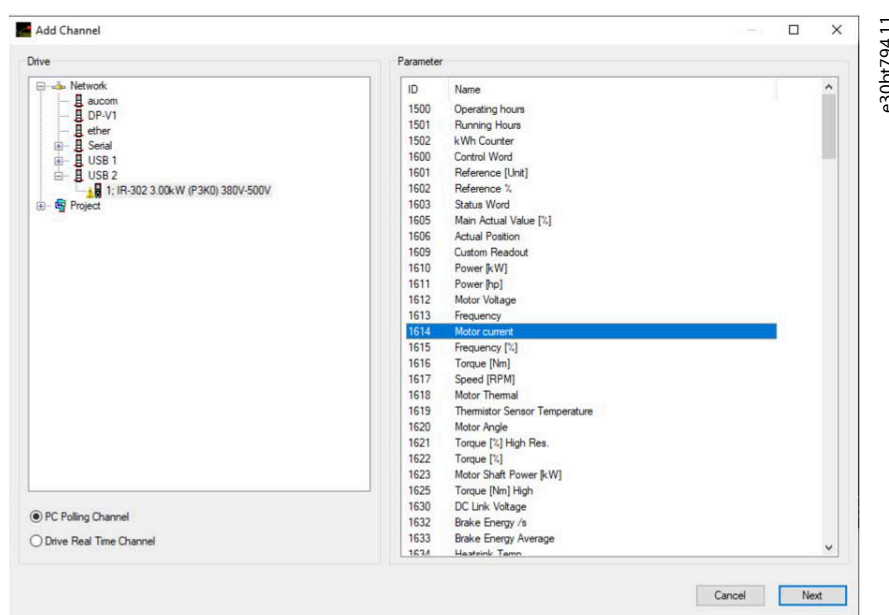 Add Channel
Drive
Network
aucom
DP-V1
ether
Serial
USB 1
USB 2
1; IR-302 3.00kW (P3K0) 380V-500V
Project
PC Polling Channel
Drive Real Time Channel
Parameter
ID Name
1500 Operating hours
1501 Running Hours
1502 kWh Counter
1600 Control Word
1601 Reference [Unit]
1602 Reference %
1603 Status Word
1605 Main Actual Value [%]
1606 Actual Position
1609 Custom Readout
1610 Power [kW]
1611 Power [hp]
1612 Motor Voltage
1613 Frequency
1614 Motor current
1615 Frequency [%]
1616 Torque [Nm]
1617 Speed [RPM]
1618 Motor Thermal
1619 Thermistor Sensor Temperature
1620 Motor Angle
1621 Torque [%] High Res.
1622 Torque [%]
1623 Motor Shaft Power [kW]
1625 Torque [Nm] High
1630 DC Link Voltage
1632 Brake Energy /s
1633 Brake Energy Average
1634 Heatsink Temp
Cancel Next
e30bt794.11